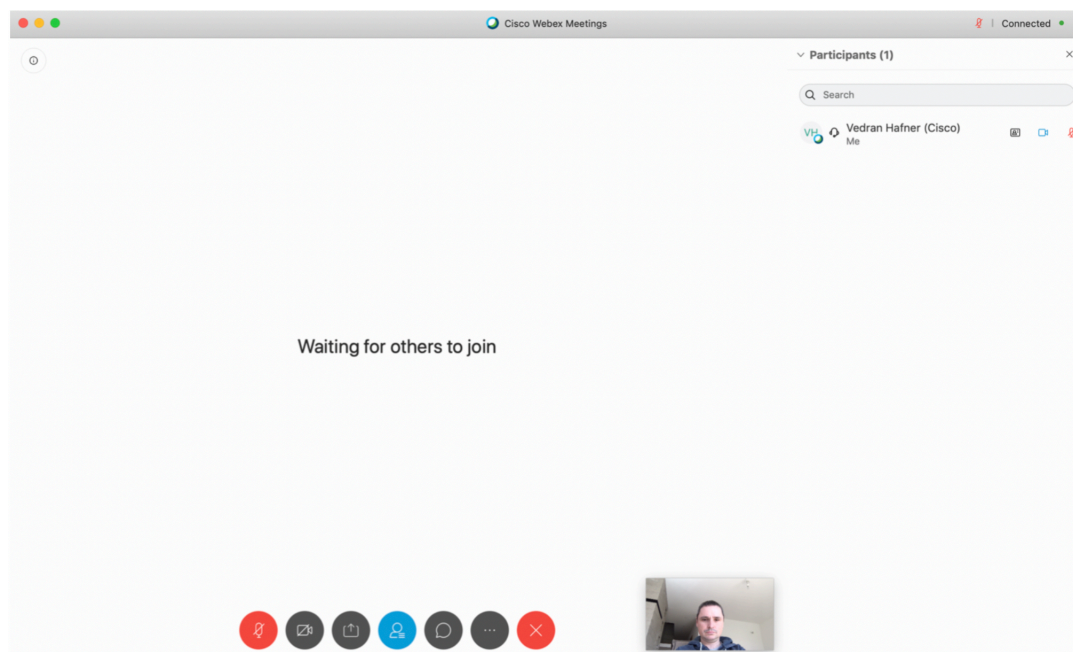 Cisco Webex Meetings
Connected
Participants (1)
Search
VH
Vedran Hafner (Cisco)
Me
Waiting for others to join